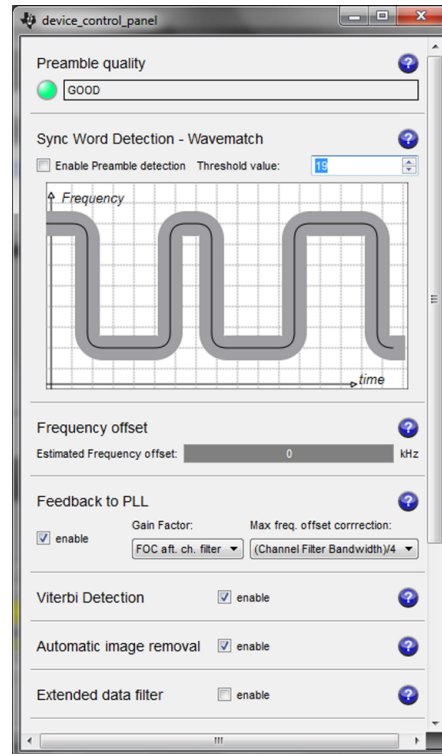 device_control_panel
Preamble quality
GOOD
Sync Word Detection - Wavematch
Enable Preamble detection Threshold value: 19
Frequency
time
Frequency offset
Estimated Frequency offset: 0 kHz
Feedback to PLL
Gain Factor: Max freq. offset corrrection:
enable FOC aft. ch. filter (Channel Filter Bandwidth)/4
Viterbi Detection enable
Automatic image removal enable
Extended data filter enable